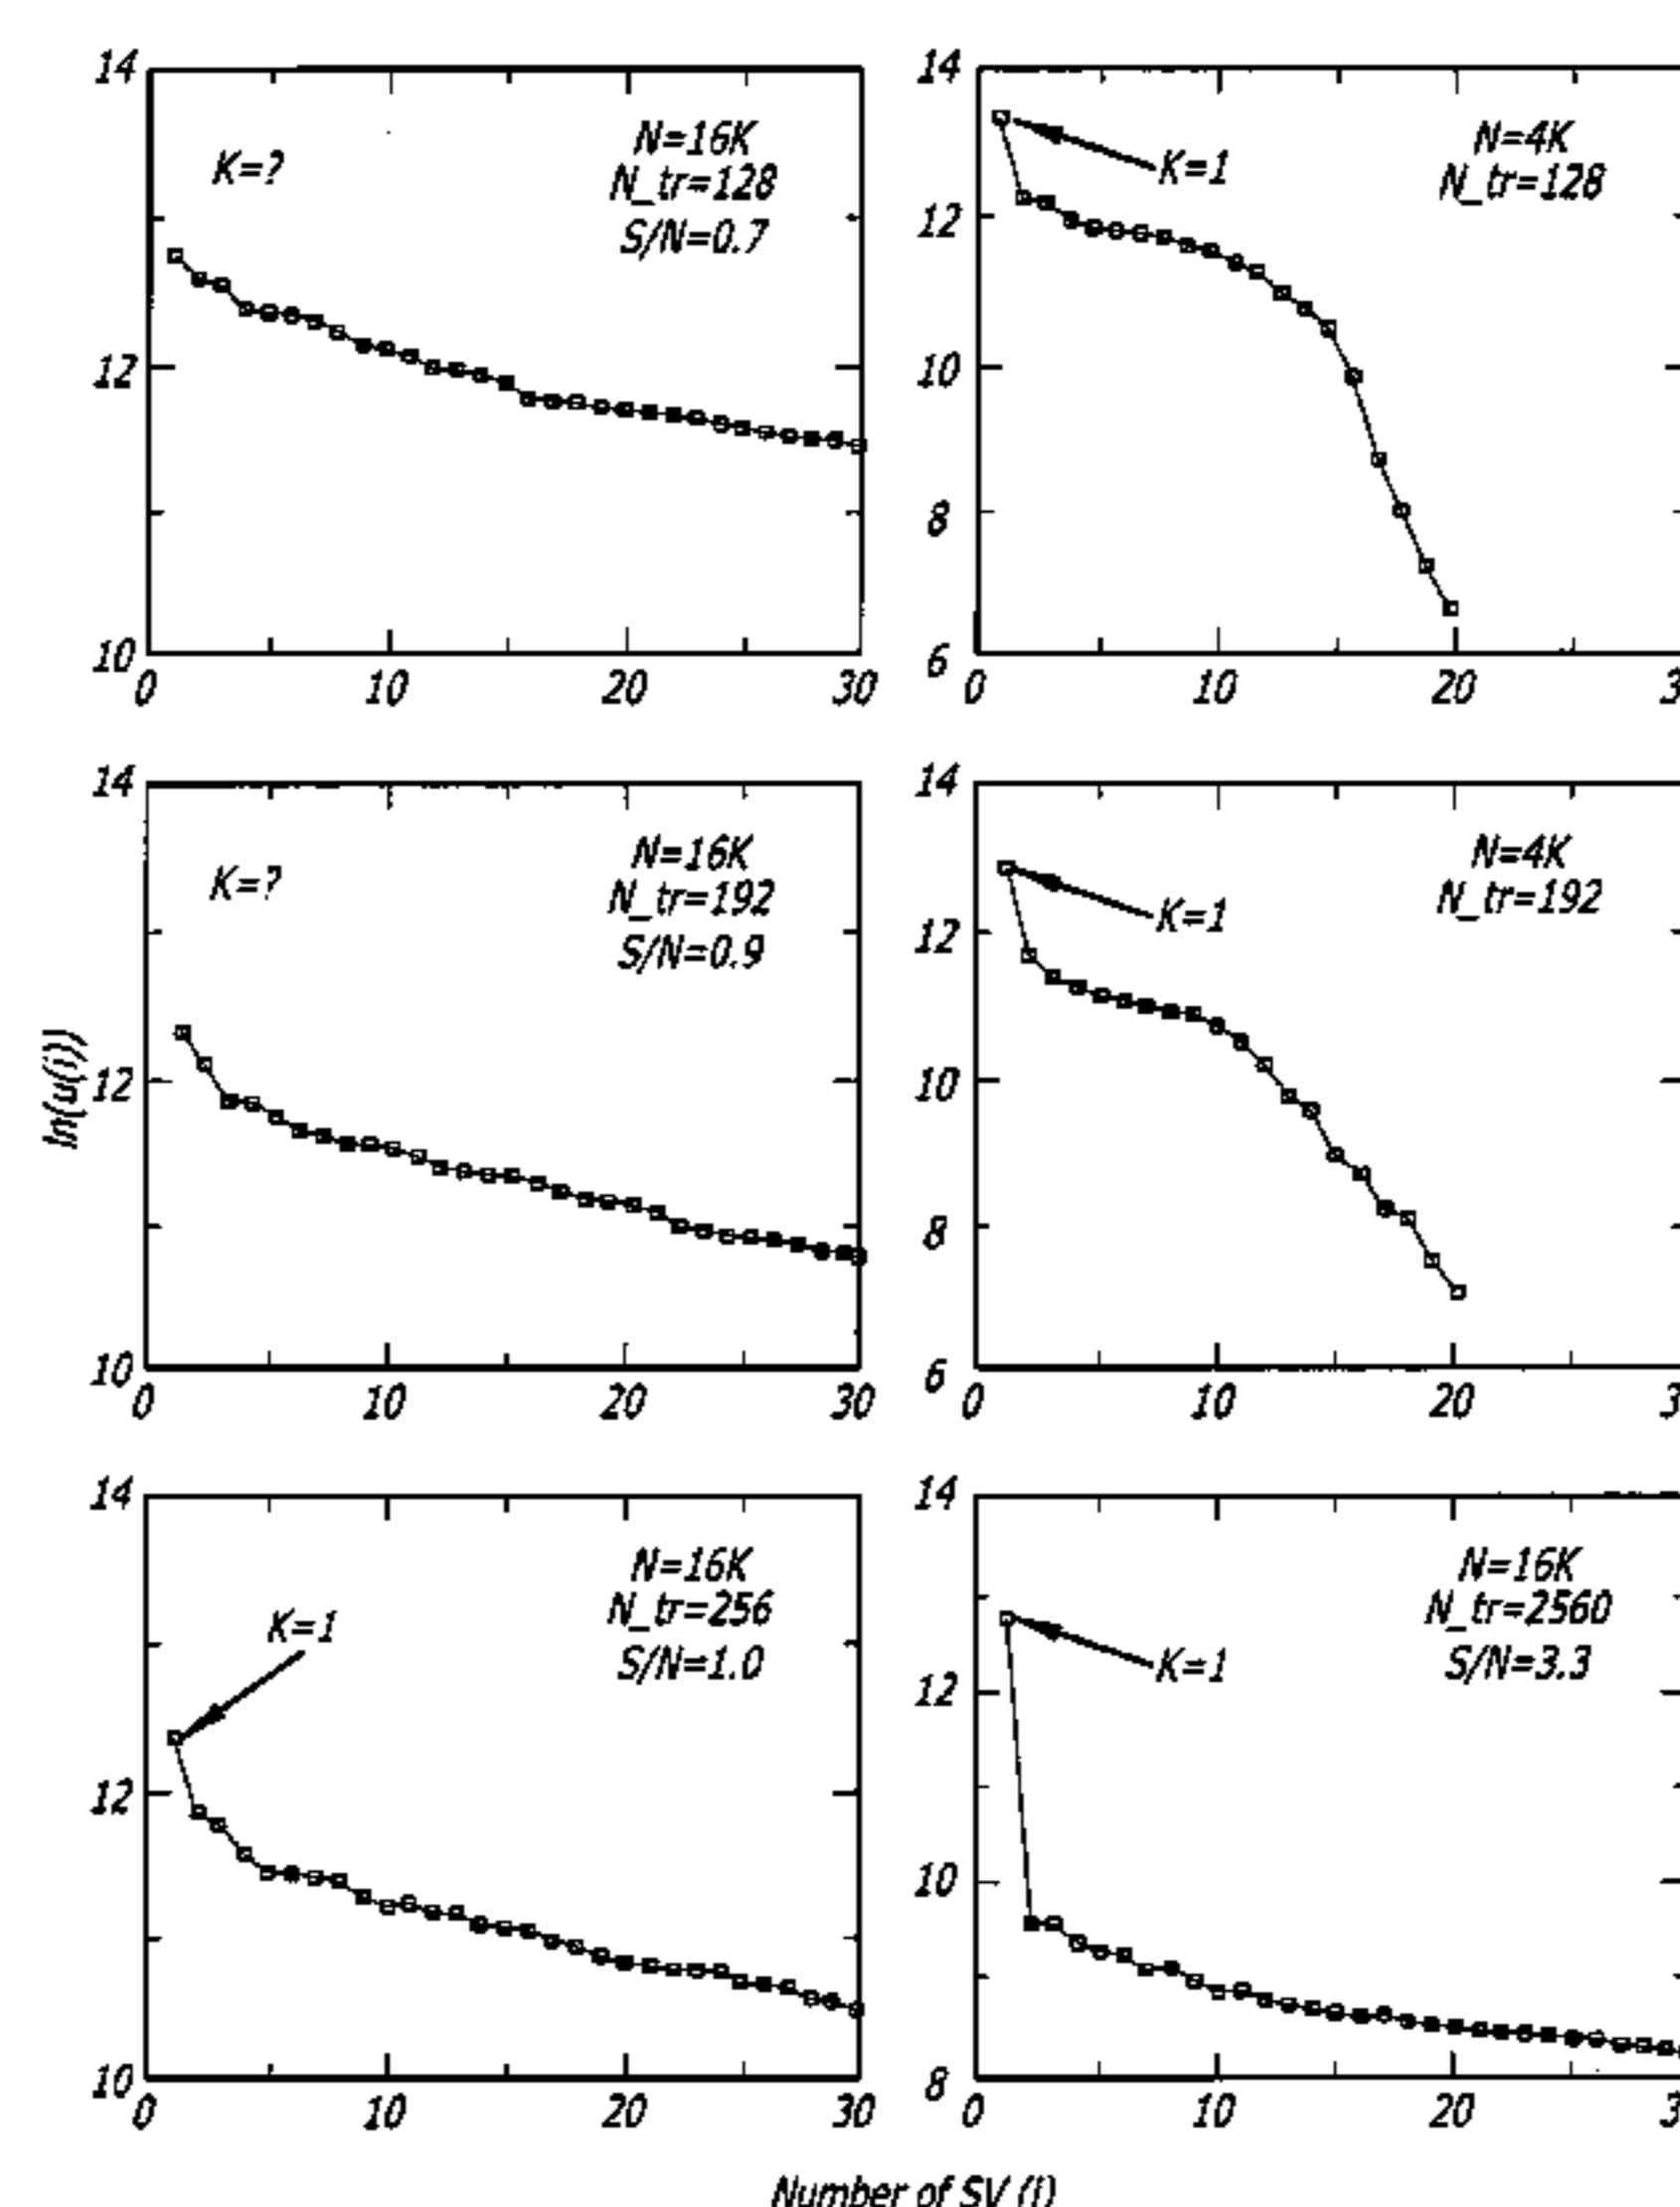 14
12
10
0 10 20 30
K=?
N=16K
N_tr=128
S/N=0.7
14
12
10
8
6
0 10 20
K=1
N=4K
N_tr=128
ln(u(i))
14
12
10
0 10 20 30
K=?
N=16K
N_tr=192
S/N=0.9
14
12
10
8
6
0 10 20
K=1
N=4K
N_tr=192
14
12
10
0 10 20 30
K=1
N=16K
N_tr=256
S/N=1.0
14
12
10
8
0 10 20
K=1
N=16K
N_tr=2560
S/N=3.3
Number of SV (i)